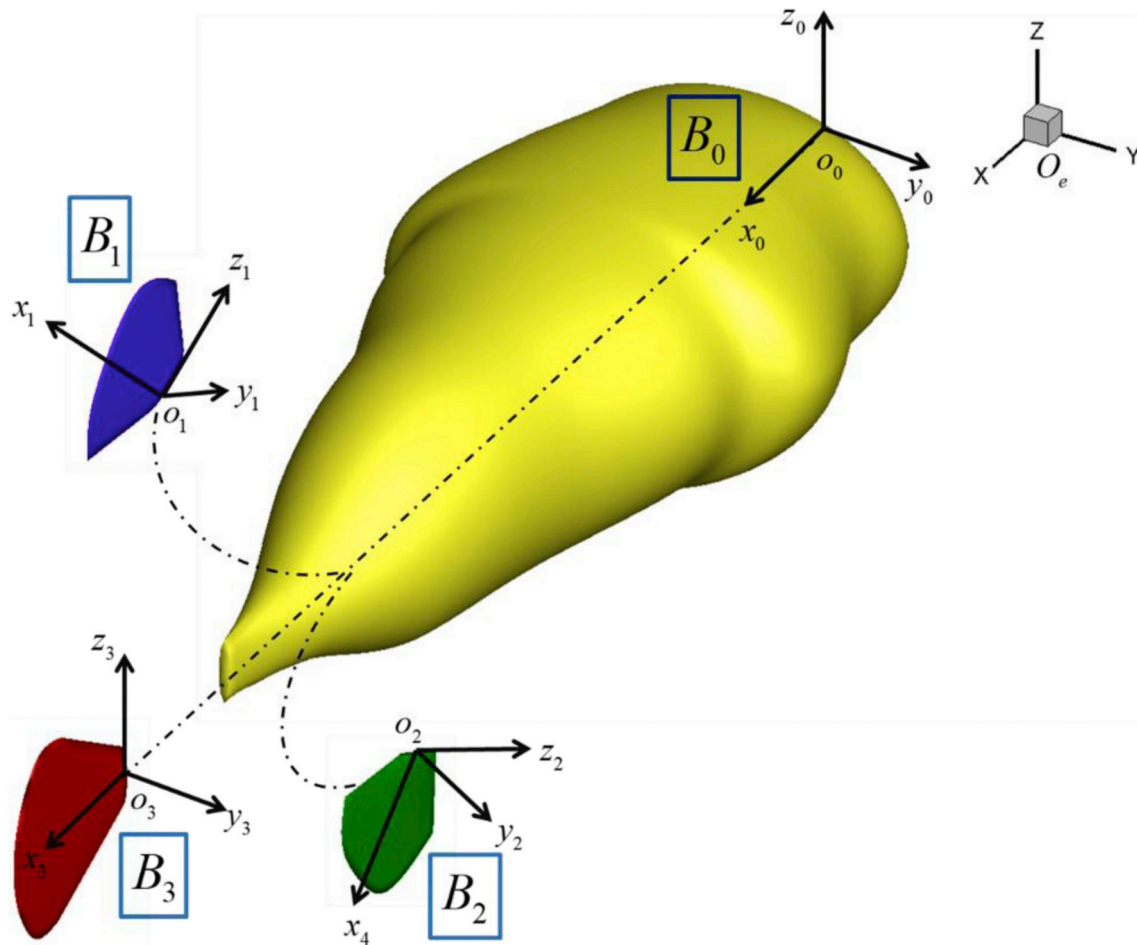 z₀
B₀
o₀
y₀
x₀
Z
X
Y
Oₑ
B₁
z₁
x₁
y₁
o₁
z₃
o₃
y₃
x₃
B₃
o₂
z₂
y₂
x₄
B₂